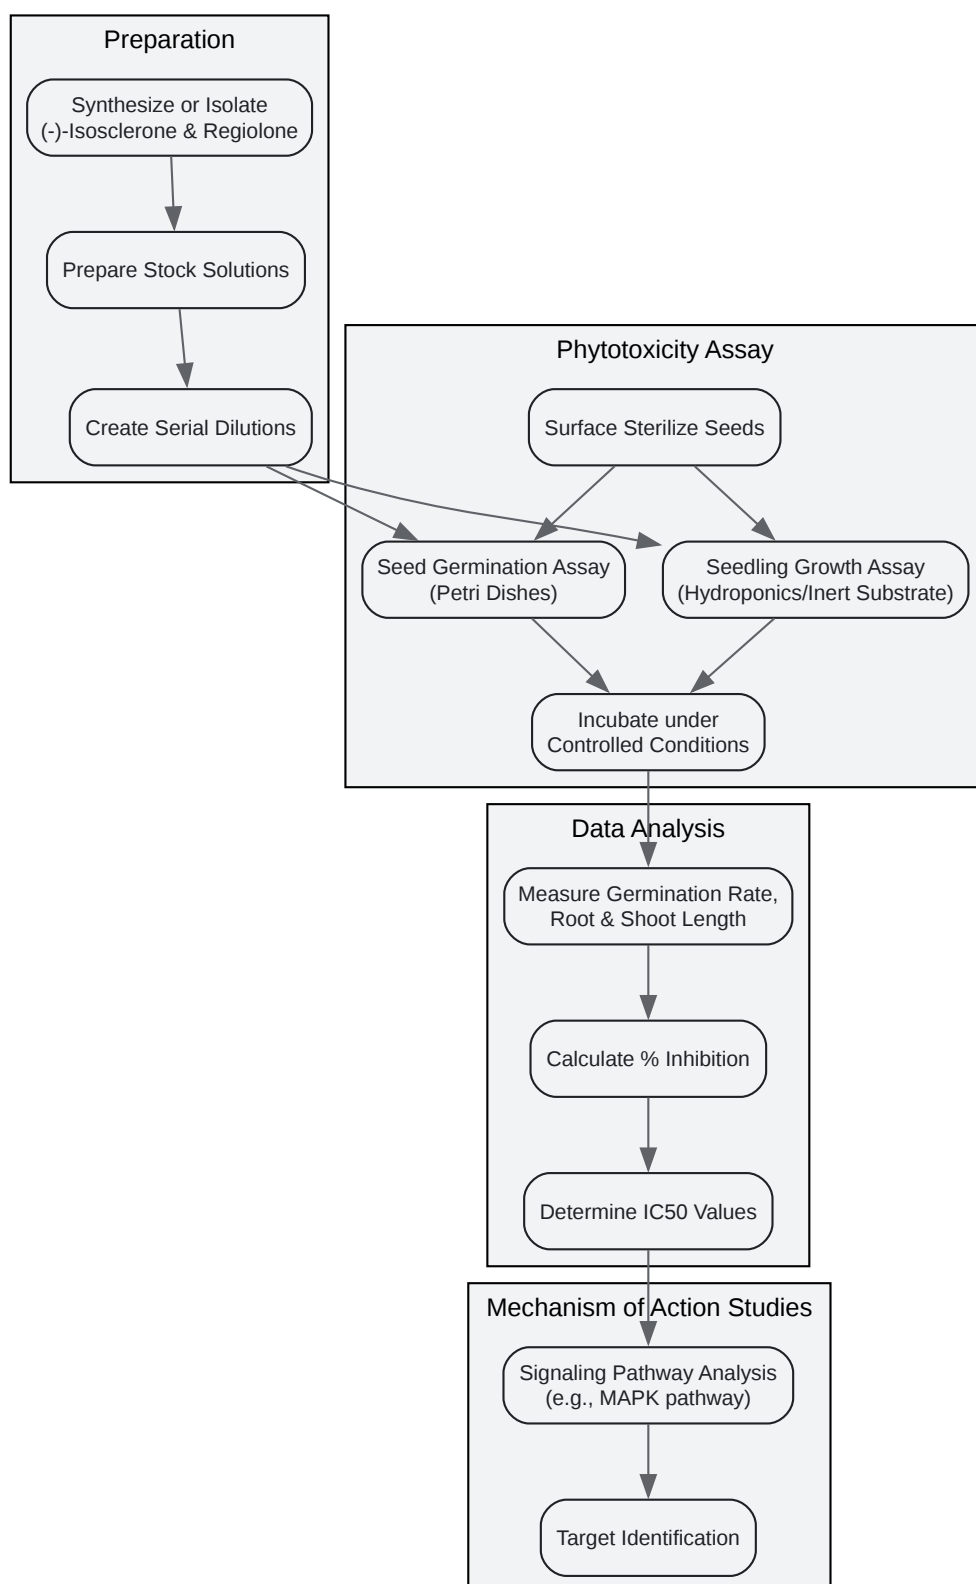 Preparation
Synthesize or Isolate
(-)-Isosclerone & Regiolone
Prepare Stock Solutions
Create Serial Dilutions
Phytotoxicity Assay
Surface Sterilize Seeds
Seed Germination Assay
(Petri Dishes)
Seedling Growth Assay
(Hydroponics/Inert Substrate)
Incubate under
Controlled Conditions
Data Analysis
Measure Germination Rate,
Root & Shoot Length
Calculate % Inhibition
Determine IC50 Values
Mechanism of Action Studies
Signaling Pathway Analysis
(e.g., MAPK pathway)
Target Identification